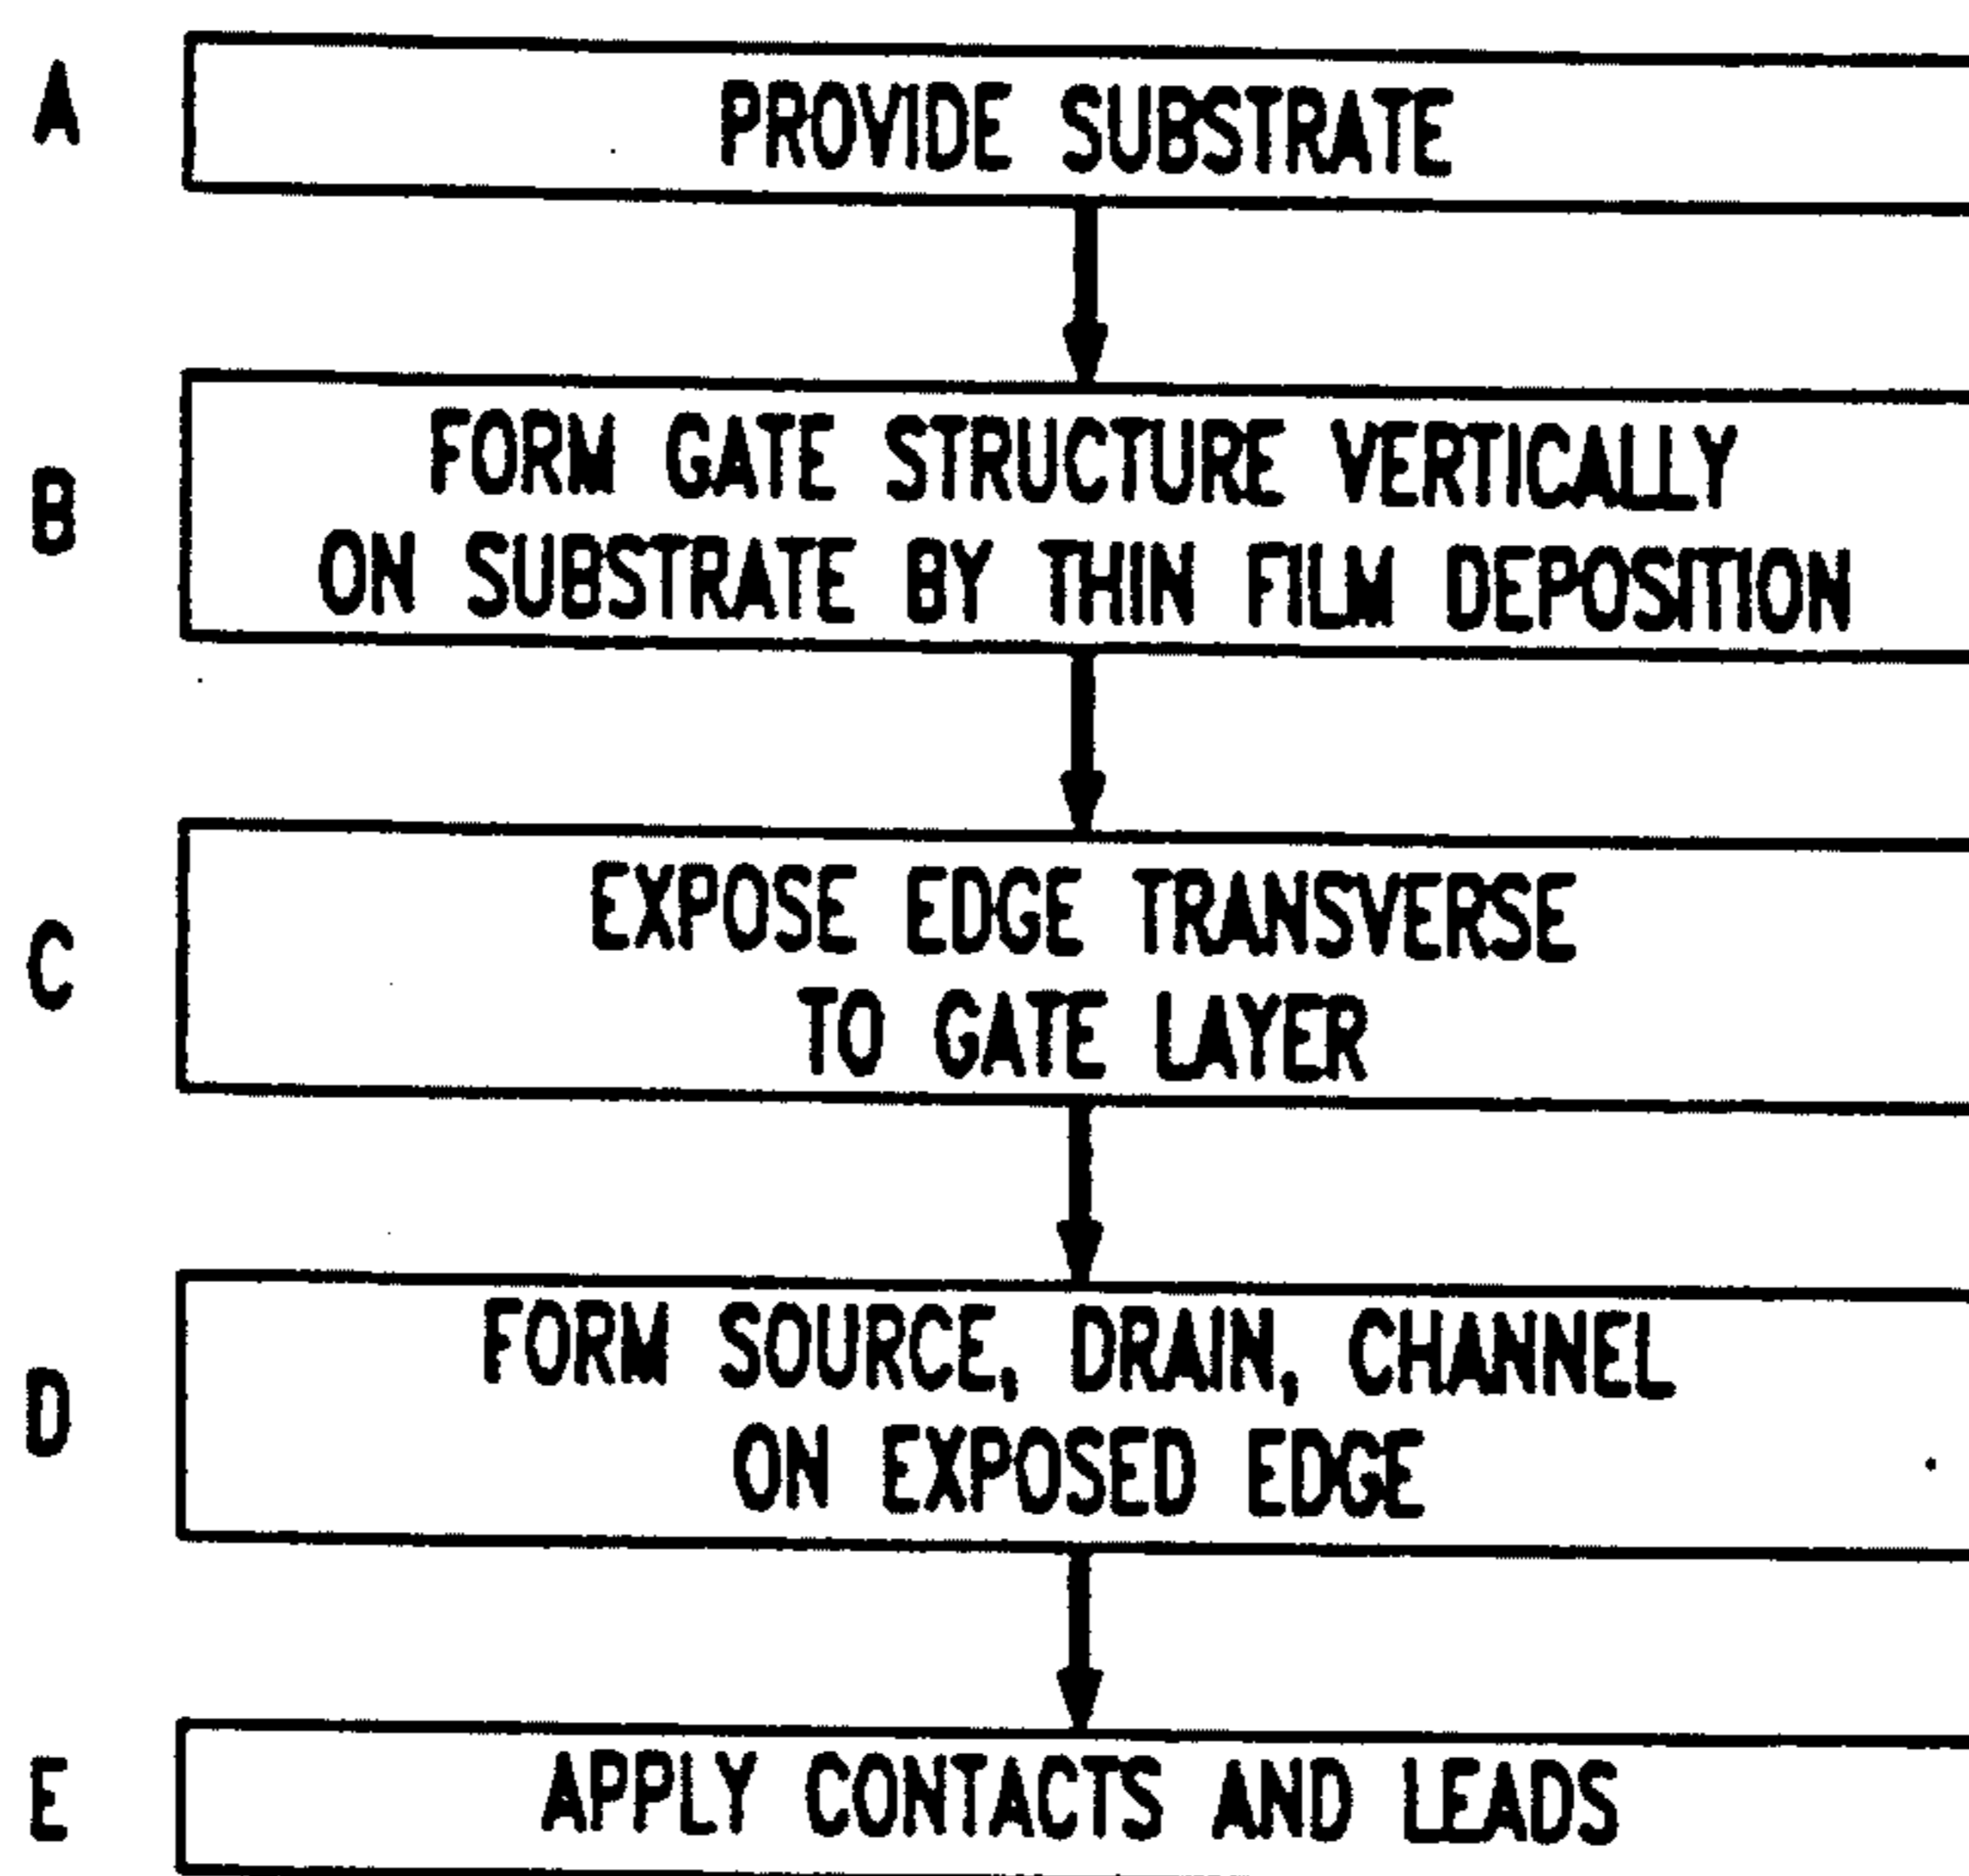 A
PROVIDE SUBSTRATE
B
FORM GATE STRUCTURE VERTICALLY
ON SUBSTRATE BY THIN FILM DEPOSITION
C
EXPOSE EDGE TRANSVERSE
TO GATE LAYER
D
FORM SOURCE, DRAIN, CHANNEL
ON EXPOSED EDGE
E
APPLY CONTACTS AND LEADS